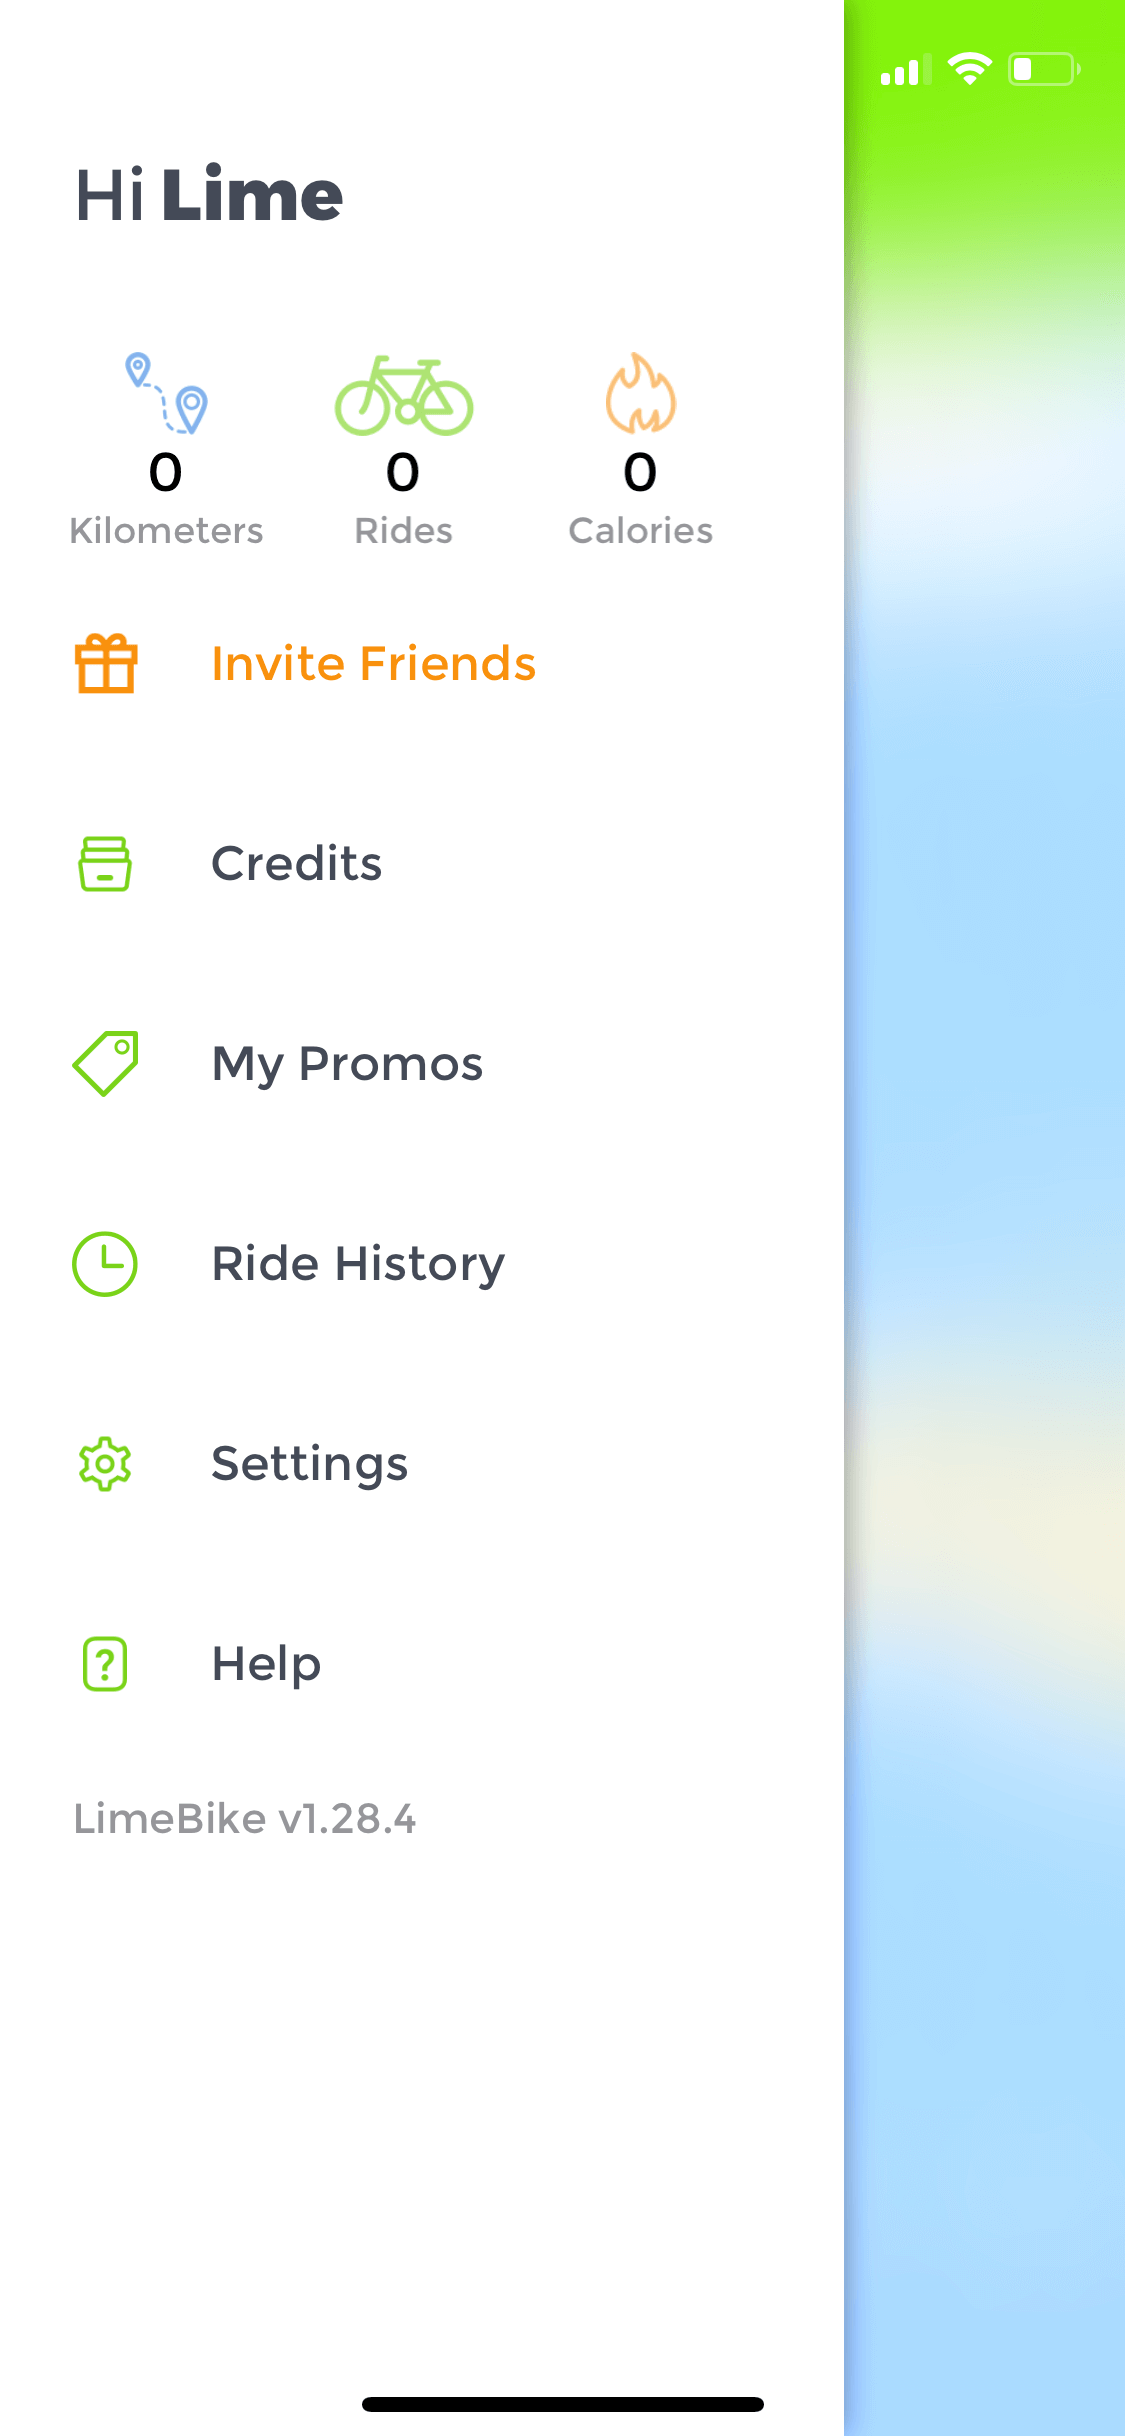 Hi Lime
0 0 0
Kilometers Rides Calories
Invite Friends
Credits
My Promos
Ride History
Settings
? Help
LimeBike v1.28.4